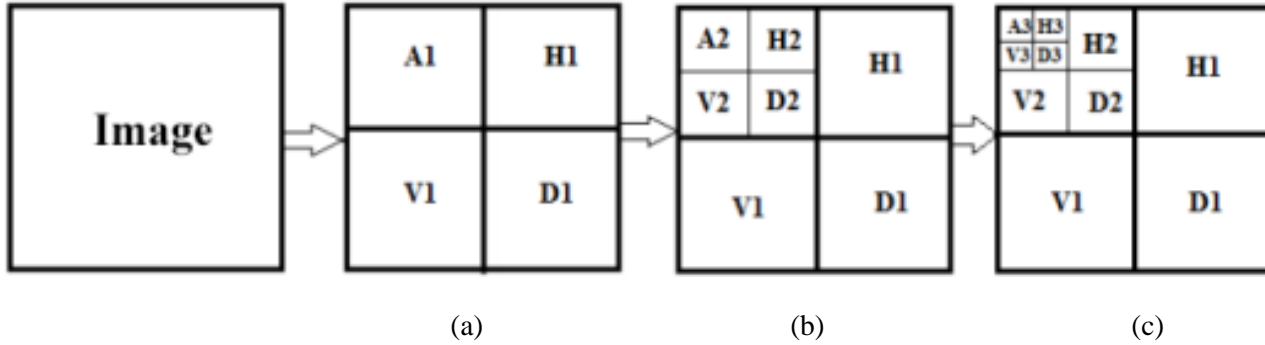 Image
A1 H1
V1 D1
A2 H2 H1
V2 D2
V1 D1
A3 H3 H2 H1
V3 D3
V2 D2
V1 D1
(a) (b) (c)